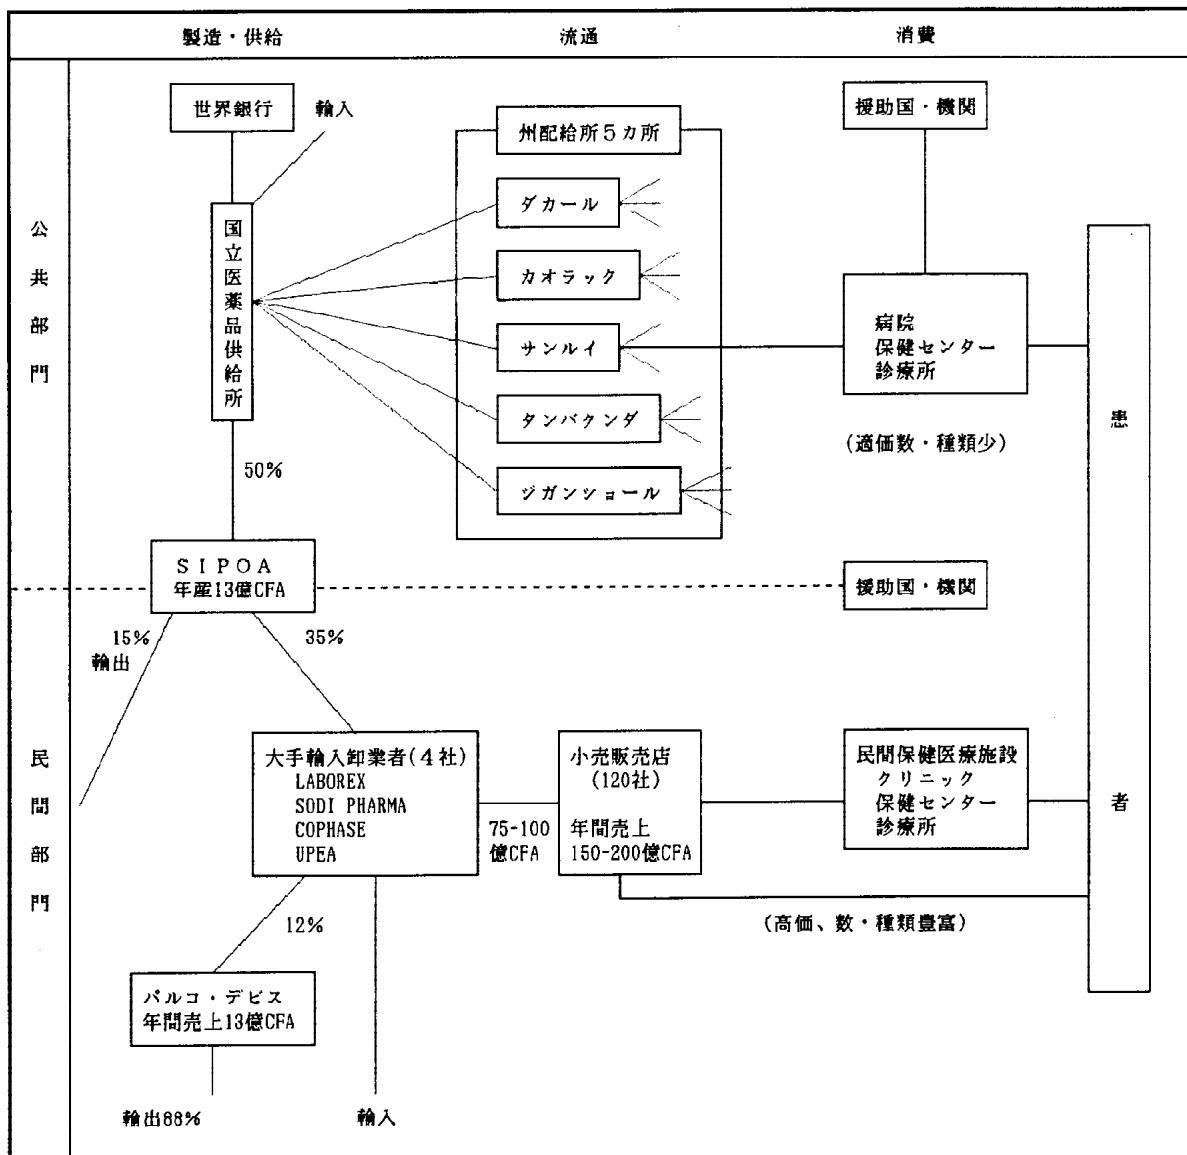 製造・供給
流通
消費
公共部門
世界銀行
輸入
国立医薬品供給所
50%
州配給所5カ所
ダカール
カオラック
サンルイ
タンバクンダ
ジガンショール
援助国・機関
病院
保健センター
診療所
(適価数・種類少)
患者
SIPOA
年産13億CFA
援助国・機関
民間部門
15%
輸出
35%
大手輸入卸業者(4社)
LABOREX
SODI PHARMA
COPHASE
UPEA
75-100
億CFA
小売販売店
(120社)
年間売上
150-200億CFA
民間保健医療施設
クリニック
保健センター
診療所
(高価、数・種類豊富)
12%
パルコ・デビス
年間売上13億CFA
輸出88%
輸入